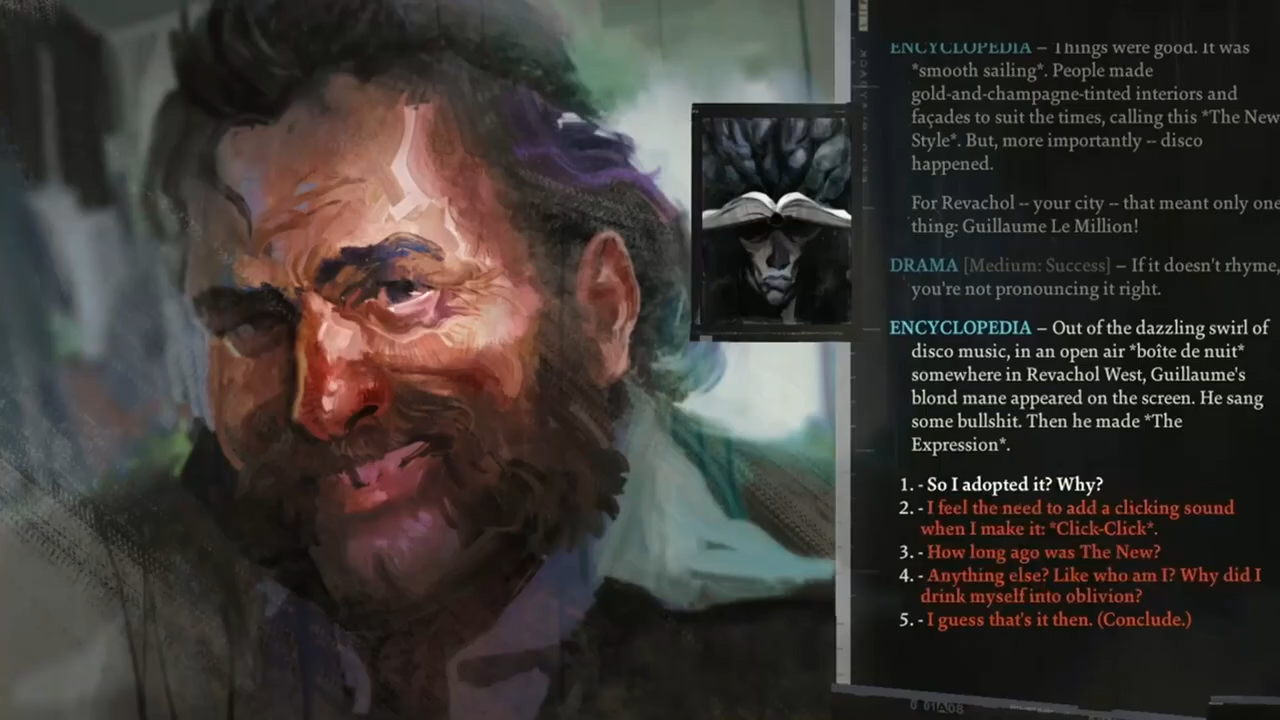 ENCYCLOPEDIA – Things were good. It was
*smooth sailing*. People made
gold-and-champagne-tinted interiors and
façades to suit the times, calling this *The New
Style*. But, more importantly – disco
happened.
For Revachol – your city – that meant only one
thing: Guillaume Le Million!
DRAMA [Medium: Success] – If it doesn't rhyme,
you're not pronouncing it right.
ENCYCLOPEDIA – Out of the dazzling swirl of
disco music, in an open air *boîte de nuit*
somewhere in Revachol West, Guillaume's
blond mane appeared on the screen. He sang
some bullshit. Then he made *The
Expression*.
1. - So I adopted it? Why?
2. - I feel the need to add a clicking sound
when I make it: *Click-Click*.
3. - How long ago was The New?
4. - Anything else? Like who am I? Why did I
drink myself into oblivion?
5. - I guess that's it then. (Conclude.)